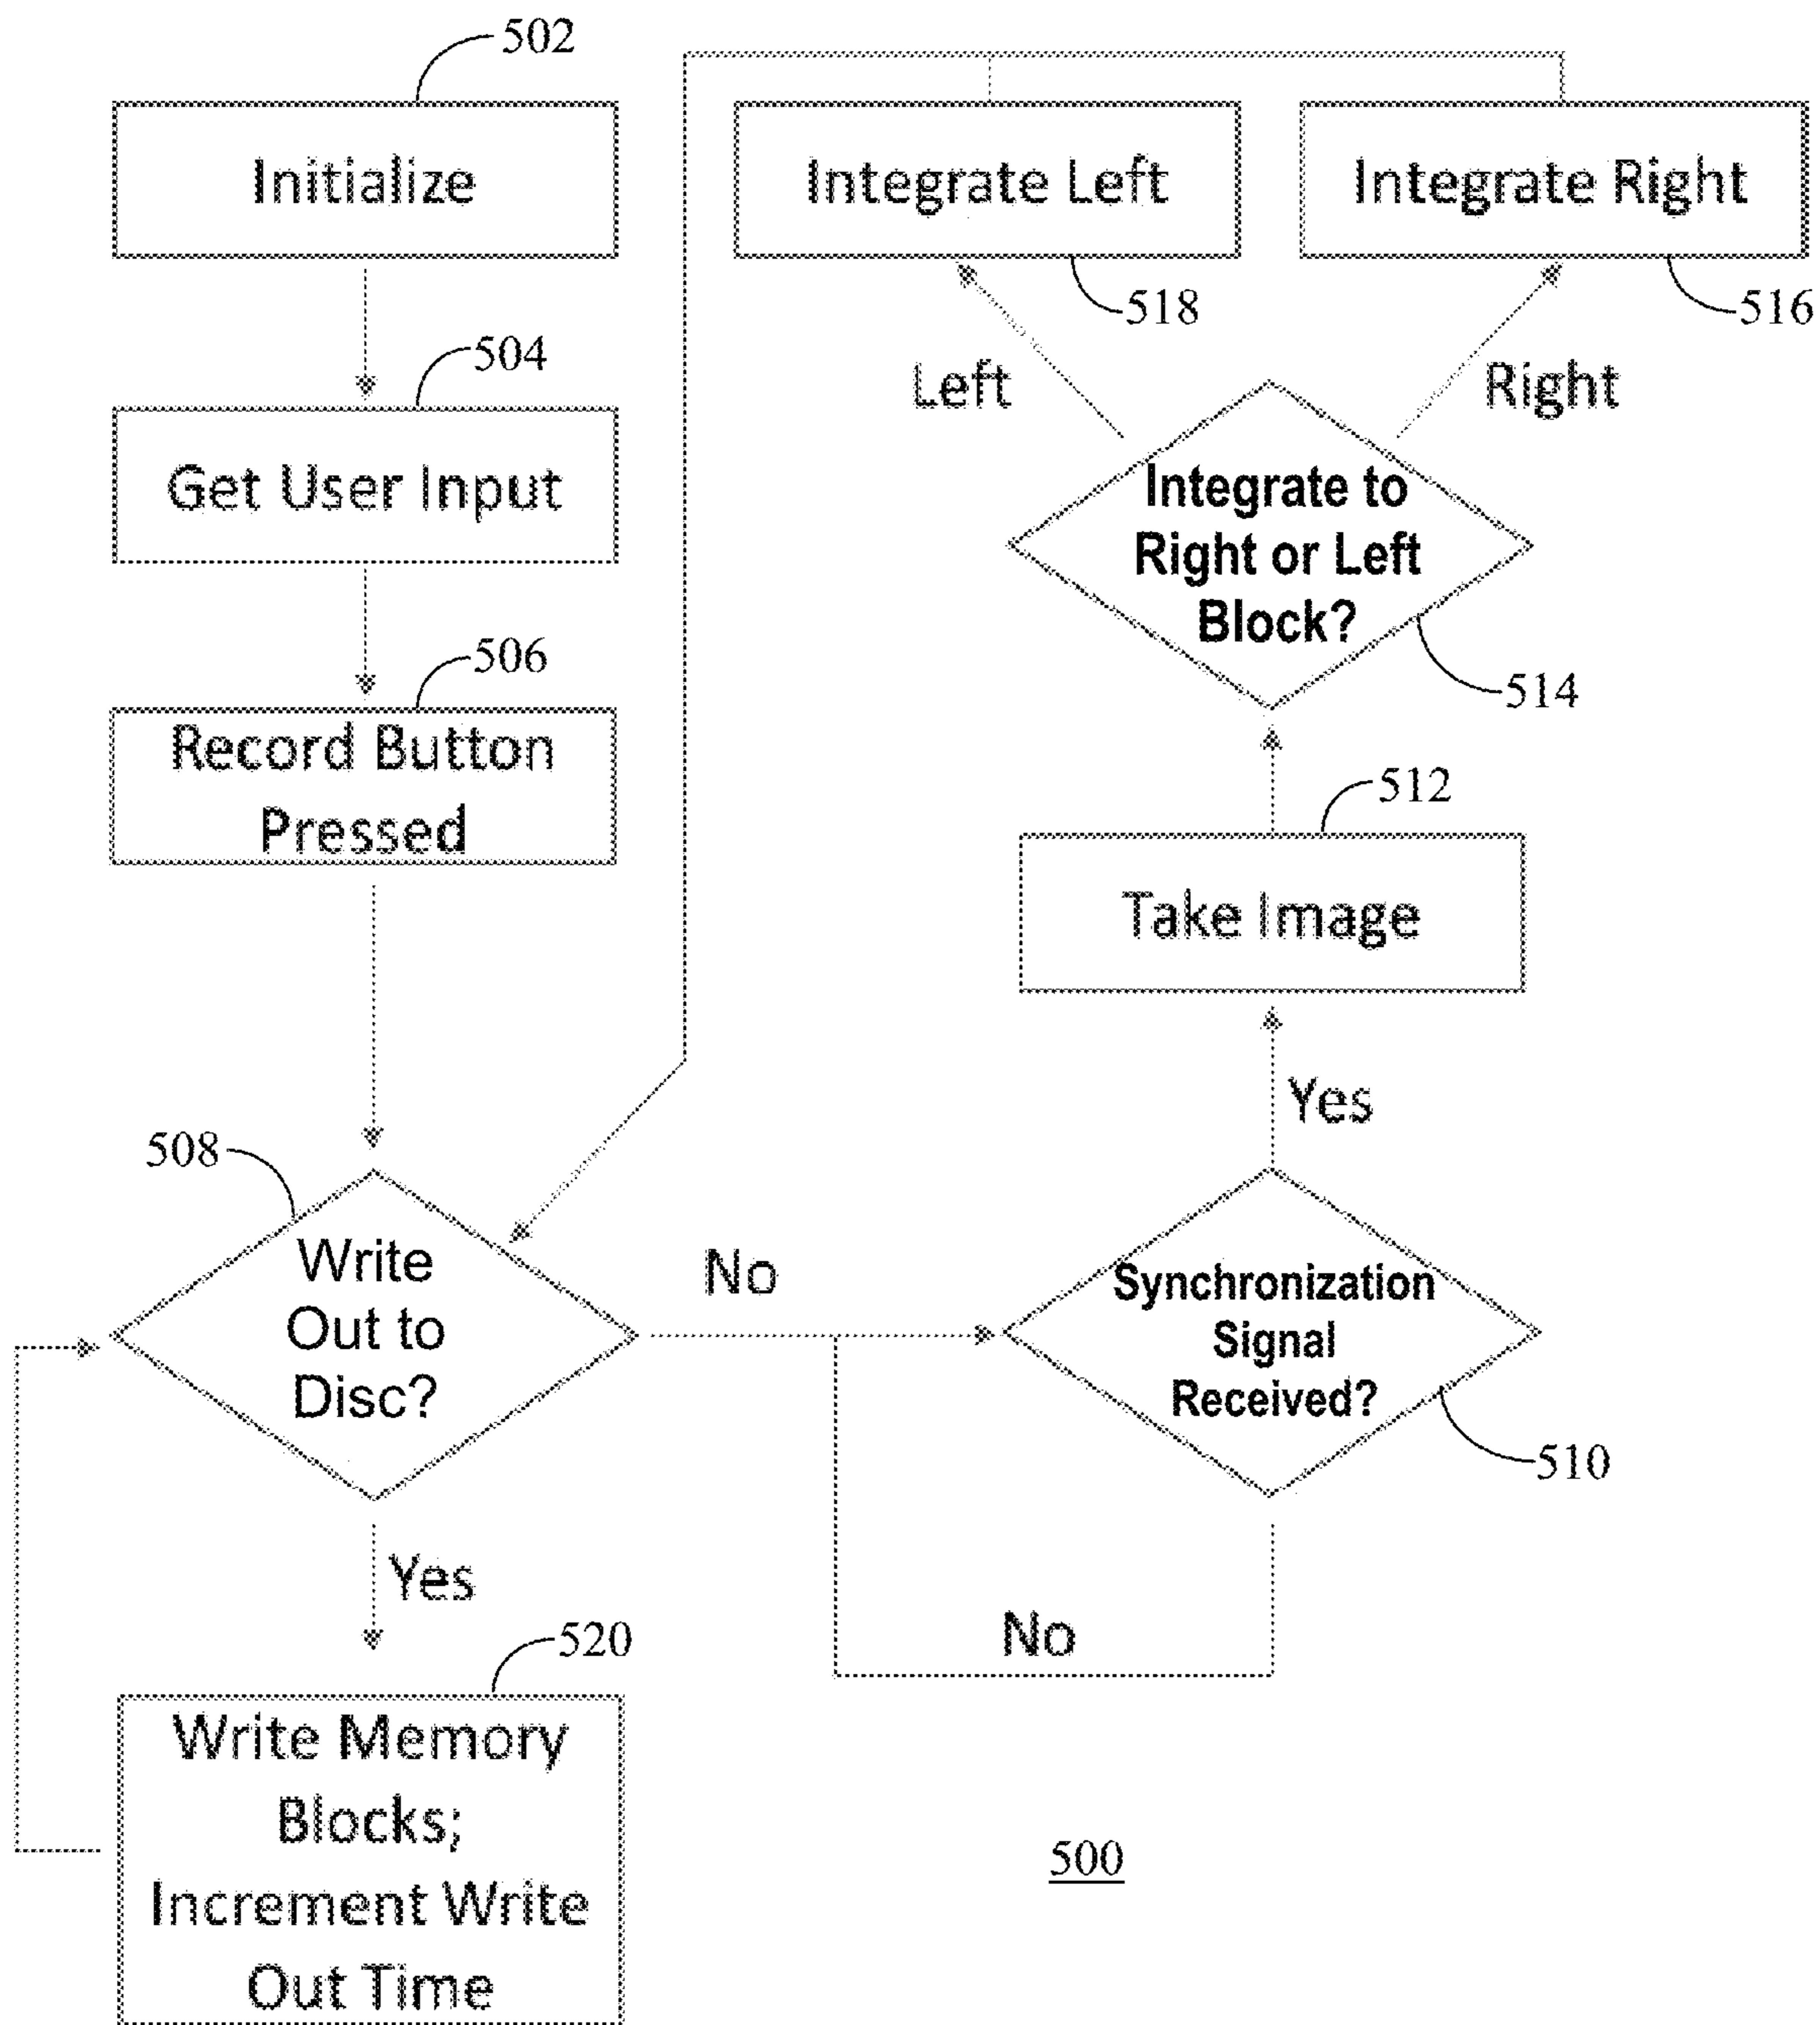 502
Initialize
504
Get User Input
506
Record Button
Pressed
508
Write
Out to
Disc?
Yes
520
Write Memory
Blocks;
Increment Write
Out Time
No
Synchronization
Signal
Received?
510
No
Yes
512
Take Image
Integrate to
Right or Left
Block?
514
Left
Right
Integrate Left
518
Integrate Right
516
500